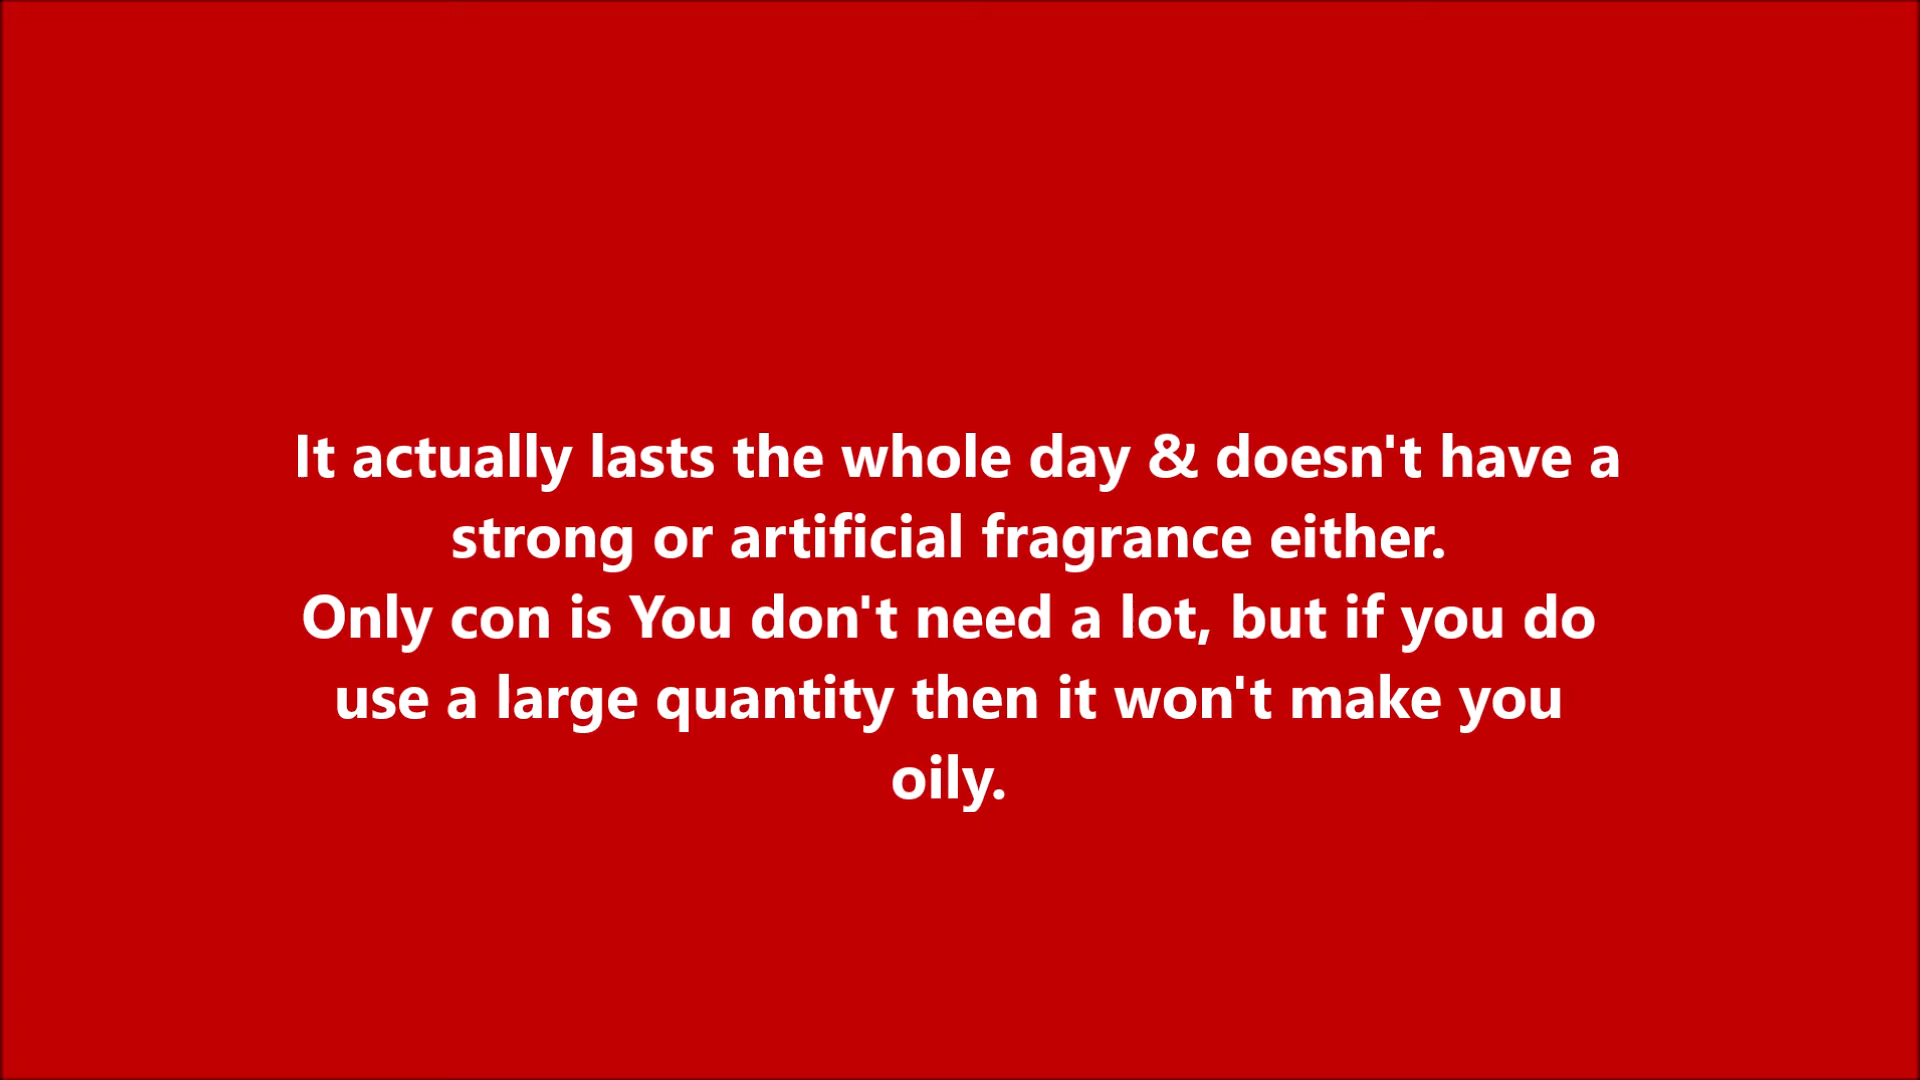 It actually lasts the whole day & doesn't have a
strong or artificial fragrance either.
Only con is You don't need a lot, but if you do
use a large quantity then it won't make you
oily.